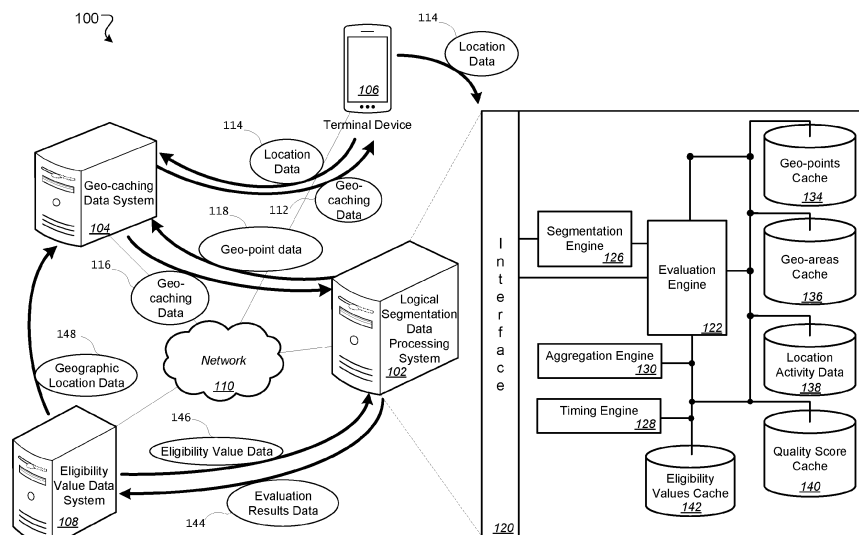 100
114
Location
Data
106
Terminal Device
114
Location
Data
Geo-caching
Data System
104
112
Geo-
caching
Data
118
Geo-point data
116
Geo-
caching
Data
Logical
Segmentation
Data
Processing
System
102
148
Geographic
Location Data
Network
110
146
Eligibility Value Data
Eligibility
Value Data
System
108
Evaluation
Results Data
144
I
n
t
e
r
f
a
c
e
120
Segmentation
Engine
126
Evaluation
Engine
122
Aggregation Engine
130
Timing Engine
128
Eligibility
Values Cache
142
Geo-points
Cache
134
Geo-areas
Cache
136
Location
Activity Data
138
Quality Score
Cache
140